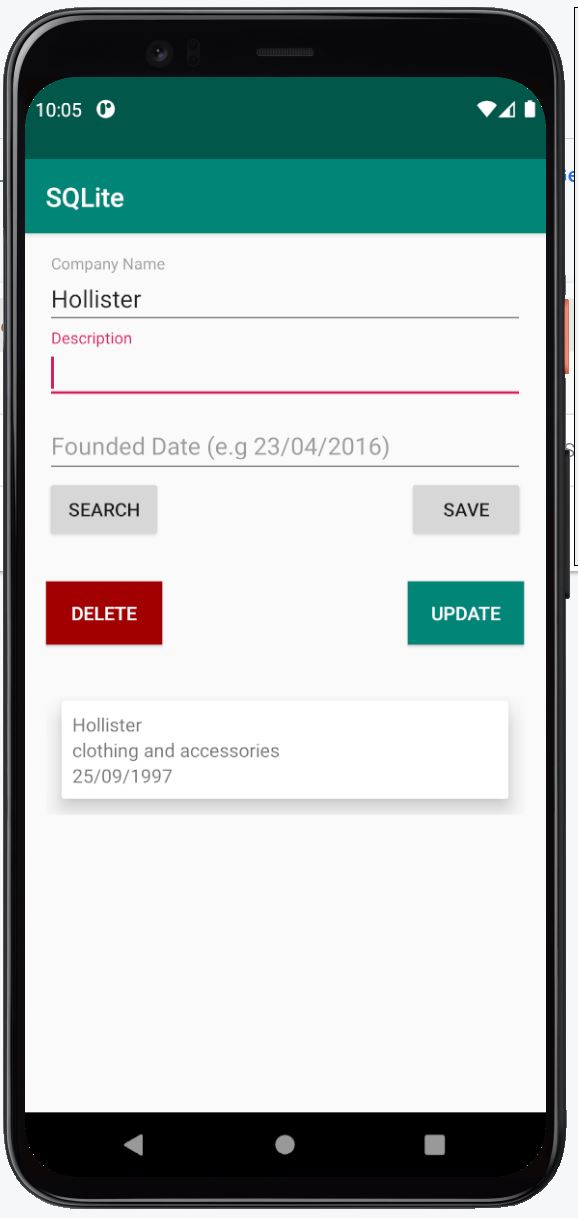 10:05
SQLite
Company Name
Hollister
Description
Founded Date (e.g 23/04/2016)
SEARCH
SAVE
DELETE
UPDATE
Hollister
clothing and accessories
25/09/1997